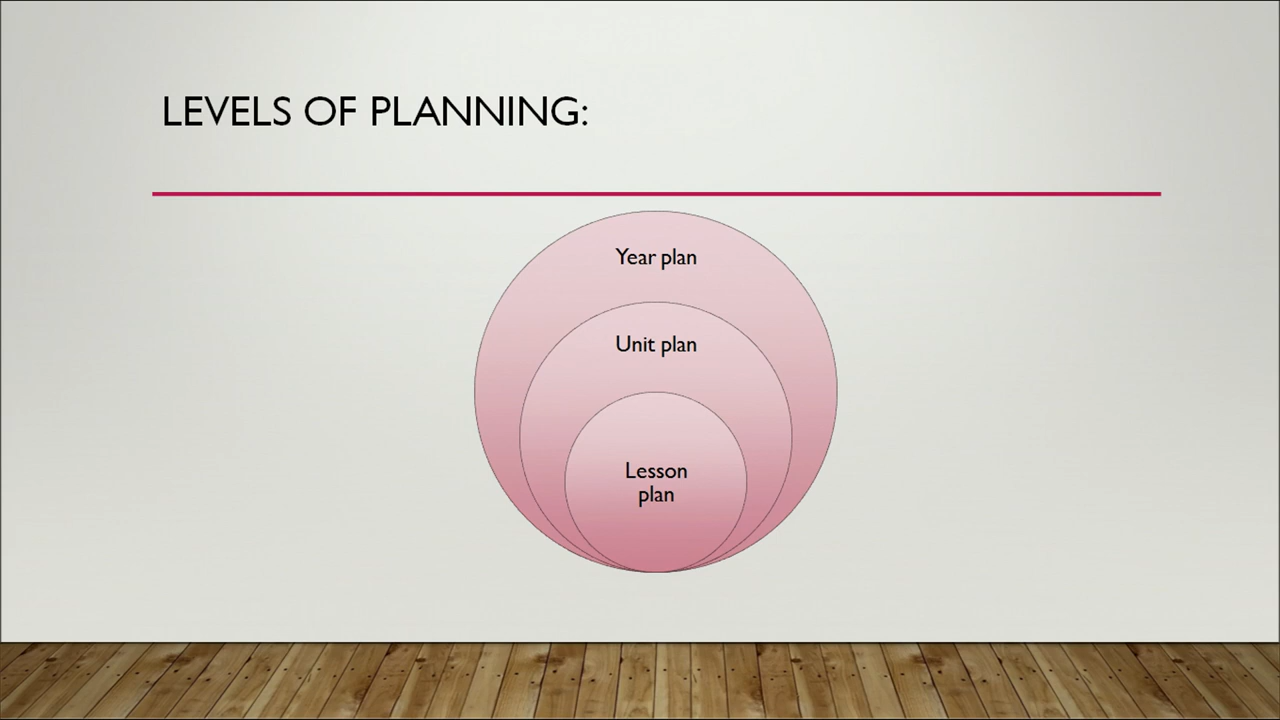 LEVELS OF PLANNING:
Year plan
Unit plan
Lesson
plan